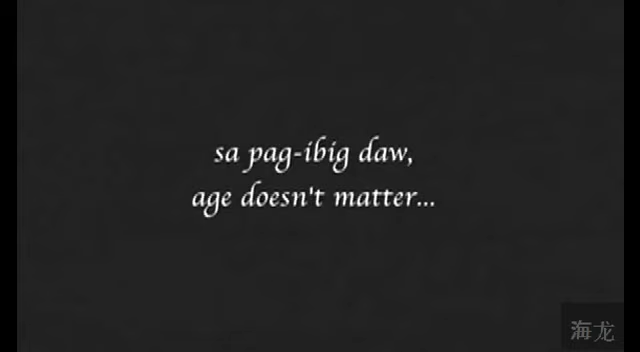 sa pag-ibig daw,
age doesn't matter...
海龙